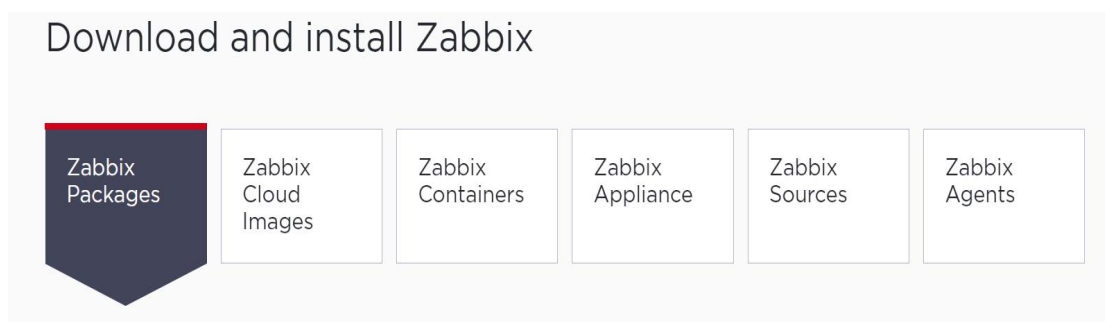 Download and install Zabbix
Zabbix
Packages
Zabbix
Cloud
Images
Zabbix
Containers
Zabbix
Appliance
Zabbix
Sources
Zabbix
Agents